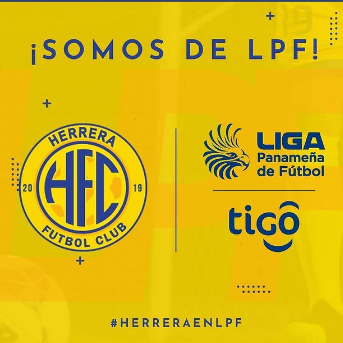 ¡SOMOS DE LPF!
HERRERA
HFC
20 19
FUTBOL CLUB
LIGA
Panameña
de Fútbol
tigo
#HERRERAENLPF